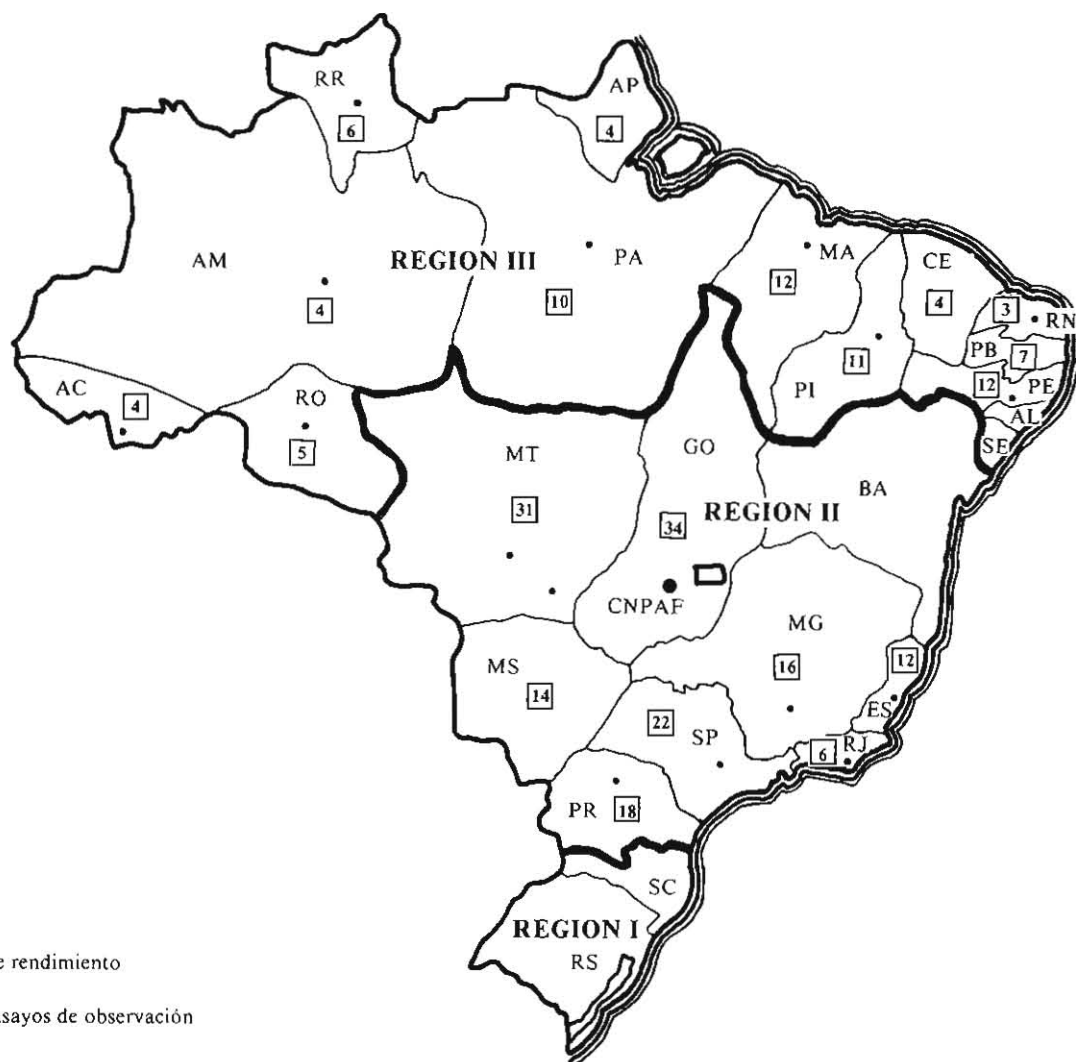 RR
6
AP
4
AM
REGION III
PA
4
10
MA
12
CE
4
3
RN
PB
7
11
12
PE
PI
AL
SE
AC
4
RO
5
MT
31
GO
34
REGION II
BA
CNPAF
MG
16
12
ES
MS
14
22
SP
6
RJ
PR
18
SC
REGION I
RS
e rendimiento
sayos de observación